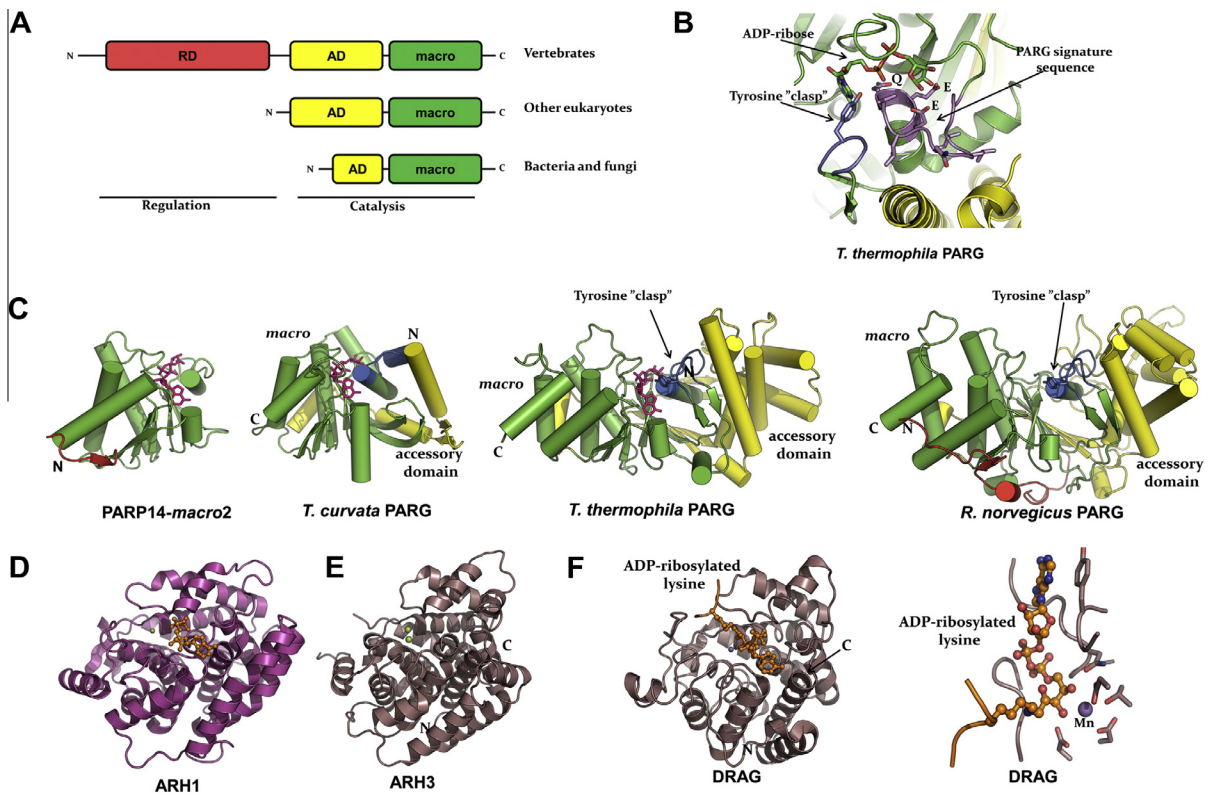 A
N
RD
AD
macro
C
Vertebrates
N
AD
macro
C
Other eukaryotes
N
AD
macro
C
Bacteria and fungi
Regulation
Catalysis
B
ADP-ribose
PARG signature
sequence
Q
E
E
Tyrosine "clasp"
T. thermophila PARG
C
N
PARP14-macro2
macro
N
C
accessory
domain
T. curvata PARG
Tyrosine "clasp"
macro
N
C
T. thermophila PARG
Tyrosine "clasp"
macro
C
N
accessory
domain
R. norvegicus PARG
D
ARH1
E
C
N
ARH3
F
ADP-ribosylated
lysine
C
N
DRAG
ADP-ribosylated
lysine
Mn
DRAG